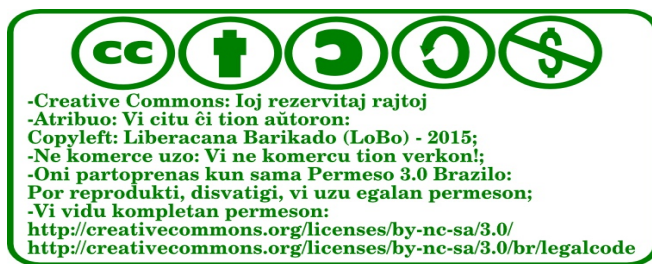 cc $
-Creative Commons: Ioj rezervitaj rajtoj
-Atribuo: Vi citu ĉi tion aŭtoron:
Copyleft: Liberacana Barikado (LoBo) - 2015;
-Ne komerce uzo: Vi ne komercu tion verkon!;
-Oni partoprenas kun sama Permeso 3.0 Brazilo:
Por reprodukti, disvatigi, vi uzu egalan permeson;
-Vi vidu kompletan permeson:
http://creativecommons.org/licenses/by-nc-sa/3.0/
http://creativecommons.org/licenses/by-nc-sa/3.0/br/legalcode